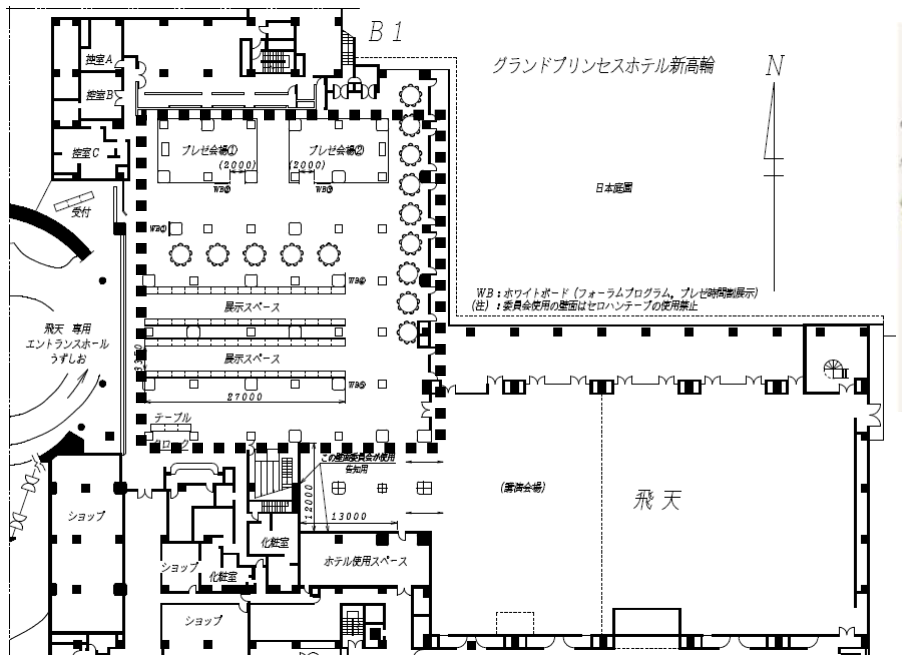 B1
グランドプリンセスホテル新高輪
N
控室A
控室B
控室C
プレゼ会場①
プレゼ会場②
(2000)
(2000)
受付
日本庭園
WB:ホワイトボード(フォーラムプログラム,プレゼ時間割展示)
(注):委員会使用の壁面はセロハンテープの使用禁止
展示スペース
飛天 専用
エントランスホール
うずしお
展示スペース
27000
テーブル
クローク
この壁面委員会が使用
告知用
12000
13000
(講演会場)
飛天
ショップ
化粧室
ホテル使用スペース
ショップ
化粧室
ショップ